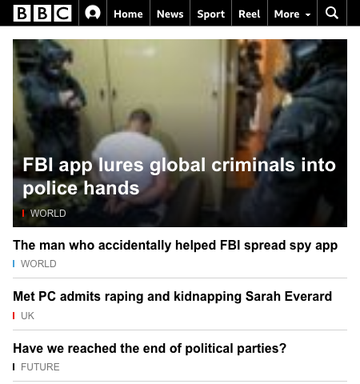 BBC
Home News Sport Reel More
FBI app lures global criminals into
police hands
WORLD
The man who accidentally helped FBI spread spy app
WORLD
Met PC admits raping and kidnapping Sarah Everard
UK
Have we reached the end of political parties?
FUTURE